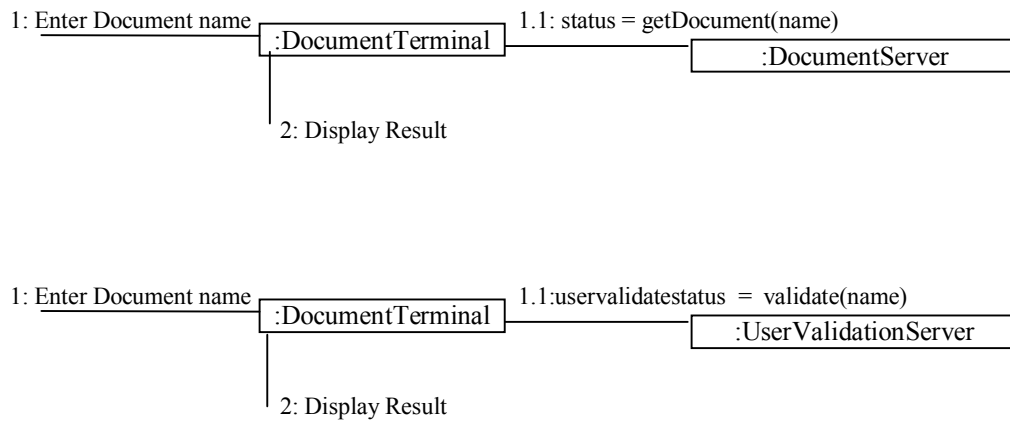 1: Enter Document name
:DocumentTerminal
1.1: status = getDocument(name)
:DocumentServer
2: Display Result
1: Enter Document name
:DocumentTerminal
1.1:uservalidatestatus = validate(name)
:UserValidationServer
2: Display Result